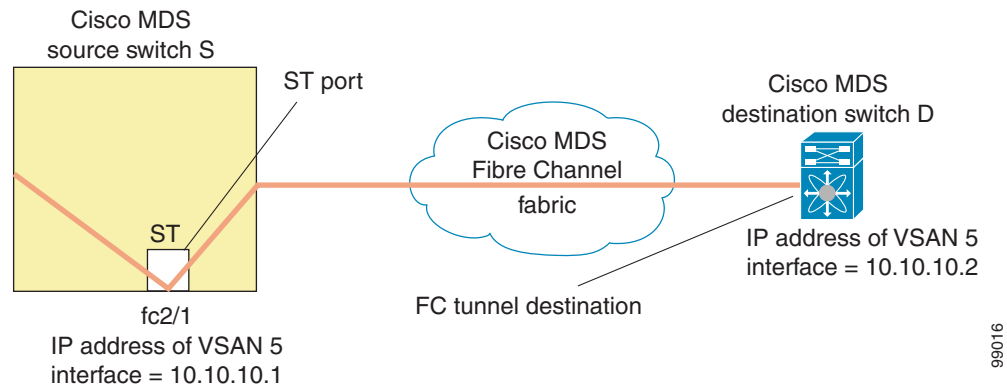 Cisco MDS
source switch S
ST port
Cisco MDS
destination switch D
Cisco MDS
Fibre Channel
fabric
ST
fc2/1
IP address of VSAN 5
interface = 10.10.10.1
FC tunnel destination
IP address of VSAN 5
interface = 10.10.10.2
99016